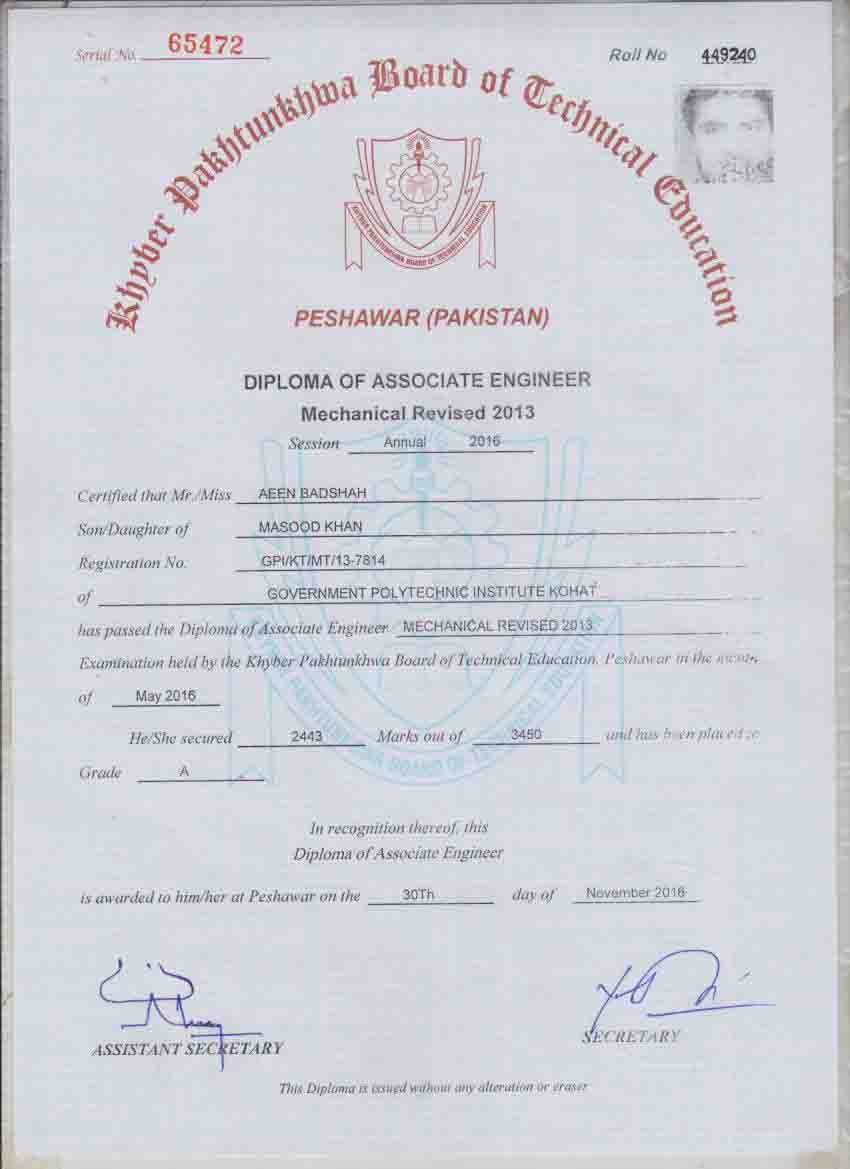 Serial No. 65472
Roll No 449240
Khyber Pakhtunkhwa Board of Technical Education
KHYBER PAKHTUNKHWA BOARD OF TECHNICAL EDUCATION
PESHAWAR (PAKISTAN)
DIPLOMA OF ASSOCIATE ENGINEER
Mechanical Revised 2013
Session Annual 2016
Certified that Mr./Miss AEEN BADSHAH
Son/Daughter of MASOOD KHAN
Registration No. GPI/KT/MT/13-7814
of GOVERNMENT POLYTECHNIC INSTITUTE KOHAT
has passed the Diploma of Associate Engineer MECHANICAL REVISED 2013
Examination held by the Khyber Pakhtunkhwa Board of Technical Education, Peshawar in the month
of May 2016
He/She secured 2443 Marks out of 3450 and has been placed in
Grade A
KHYBER PAKHTUNKHWA BOARD OF TECHNICAL EDUCATION
In recognition thereof, this
Diploma of Associate Engineer
is awarded to him/her at Peshawar on the 30Th day of November 2016
ASSISTANT SECRETARY
SECRETARY
This Diploma is issued without any alteration or eraser